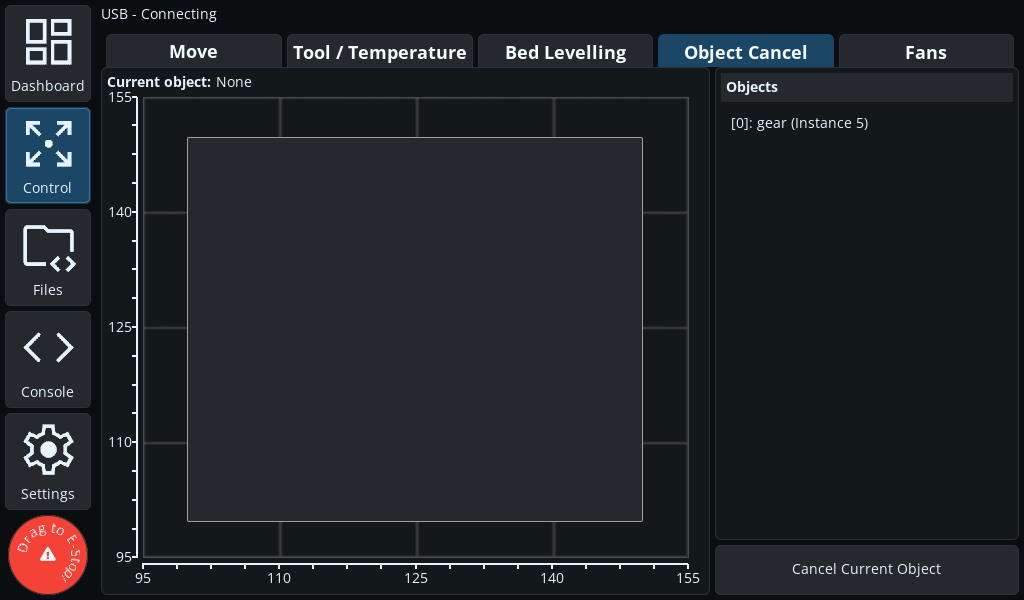 USB - Connecting
Dashboard
Control
Files
Console
Settings
Drag to E-Stop!
Move
Tool / Temperature
Bed Levelling
Object Cancel
Fans
Current object: None
155
140
125
110
95
95
110
125
140
155
Objects
[0]: gear (Instance 5)
Cancel Current Object